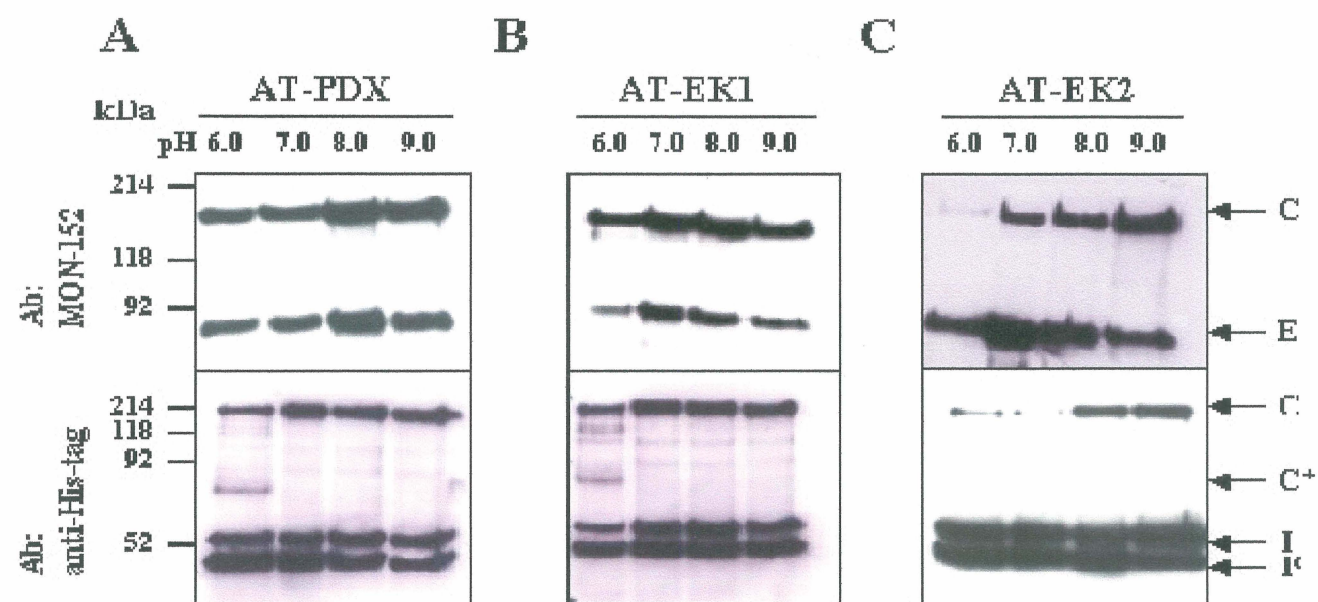 A B C
AT-PDX AT-EK1 AT-EK2
kDa
pH 6.0 7.0 8.0 9.0 6.0 7.0 8.0 9.0 6.0 7.0 8.0 9.0
214
118
92
Ab:
MON-152
C
E
214
118
92
52
Ab:
anti-His-tag
C
C+
I